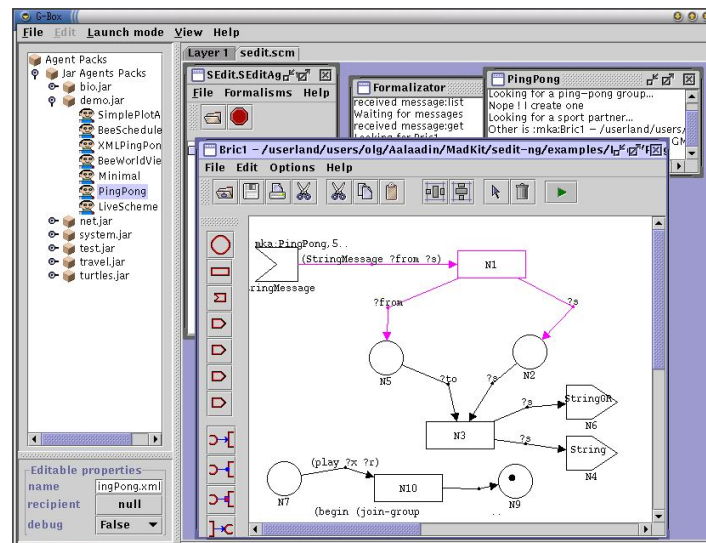 G-Box
File Edit Launch mode View Help
Agent Packs
Jar Agents Packs
bio.jar
demo.jar
SimplePlotA
BeeSchedule
XMLPingPon
BeeWorldVie
Minimal
PingPong
LiveScheme
net.jar
system.jar
test.jar
travel.jar
turtles.jar
Editable properties
name ingPong.xml
recipient null
debug False
Layer 1 sedit.scm
SEdit.SEditAg
File Formalisms Help
Formalizator
received message:list
Waiting for messages
received message:get
Looking for Bric1
PingPong
Looking for a ping-pong group...
Nope ! I create one
Looking for a sport partner...
Other is :mka:Bric1 – /userland/users/
GM
Bric1 – /userland/users/olg/Aalaadin/MadKit/sedit-ng/examples/
File Edit Options Help
mka:PingPong,5..
(StringMessage ?from ?s)
ringMessage
N1
?from
?s
N5
N2
?to
?s
N3
?s
StringGR
N6
?s
String
N4
(play ?x ?r)
N7
N10
N9
(begin (join-group
..